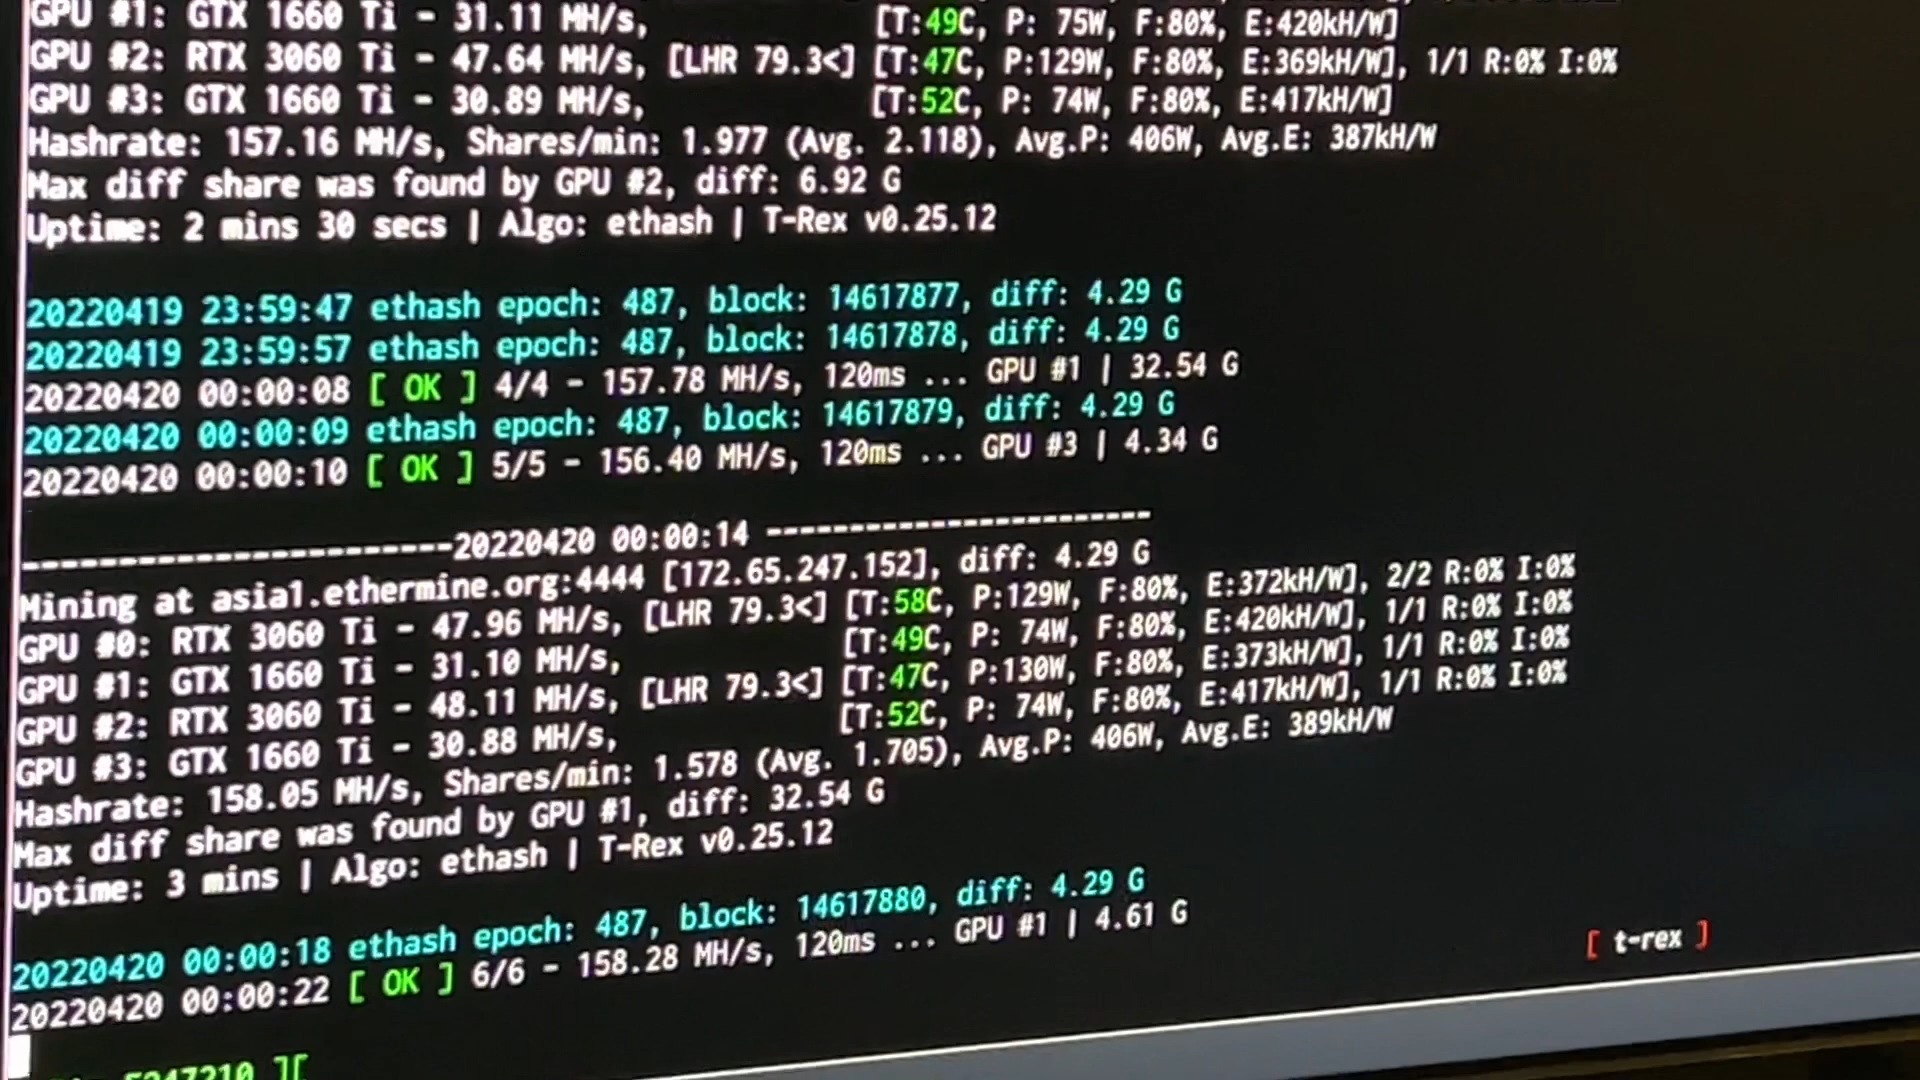 GPU #1: GTX 1660 Ti - 31.11 MH/s, [T:49C, P: 75W, F:80%, E:420kH/W]
GPU #2: RTX 3060 Ti - 47.64 MH/s, [LHR 79.3<] [T:47C, P:129W, F:80%, E:369kH/W], 1/1 R:0% I:0%
GPU #3: GTX 1660 Ti - 30.89 MH/s, [T:52C, P: 74W, F:80%, E:417kH/W]
Hashrate: 157.16 MH/s, Shares/min: 1.977 (Avg. 2.118), Avg.P: 406W, Avg.E: 387kH/W
Max diff share was found by GPU #2, diff: 6.92 G
Uptime: 2 mins 30 secs | Algo: ethash | T-Rex v0.25.12
20220419 23:59:47 ethash epoch: 487, block: 14617877, diff: 4.29 G
20220419 23:59:57 ethash epoch: 487, block: 14617878, diff: 4.29 G
20220420 00:00:08 [ OK ] 4/4 - 157.78 MH/s, 120ms ... GPU #1 | 32.54 G
20220420 00:00:09 ethash epoch: 487, block: 14617879, diff: 4.29 G
20220420 00:00:10 [ OK ] 5/5 - 156.40 MH/s, 120ms ... GPU #3 | 4.34 G
-----------------------20220420 00:00:14 -----------------------
Mining at asia1.ethermine.org:4444 [172.65.247.152], diff: 4.29 G
GPU #0: RTX 3060 Ti - 47.96 MH/s, [LHR 79.3<] [T:58C, P:129W, F:80%, E:372kH/W], 2/2 R:0% I:0%
GPU #1: GTX 1660 Ti - 31.10 MH/s, [T:49C, P: 74W, F:80%, E:420kH/W], 1/1 R:0% I:0%
GPU #2: RTX 3060 Ti - 48.11 MH/s, [LHR 79.3<] [T:47C, P:130W, F:80%, E:373kH/W], 1/1 R:0% I:0%
GPU #3: GTX 1660 Ti - 30.88 MH/s, [T:52C, P: 74W, F:80%, E:417kH/W], 1/1 R:0% I:0%
Hashrate: 158.05 MH/s, Shares/min: 1.578 (Avg. 1.705), Avg.P: 406W, Avg.E: 389kH/W
Max diff share was found by GPU #1, diff: 32.54 G
Uptime: 3 mins | Algo: ethash | T-Rex v0.25.12
20220420 00:00:18 ethash epoch: 487, block: 14617880, diff: 4.29 G
20220420 00:00:22 [ OK ] 6/6 - 158.28 MH/s, 120ms ... GPU #1 | 4.61 G
[ t-rex ]